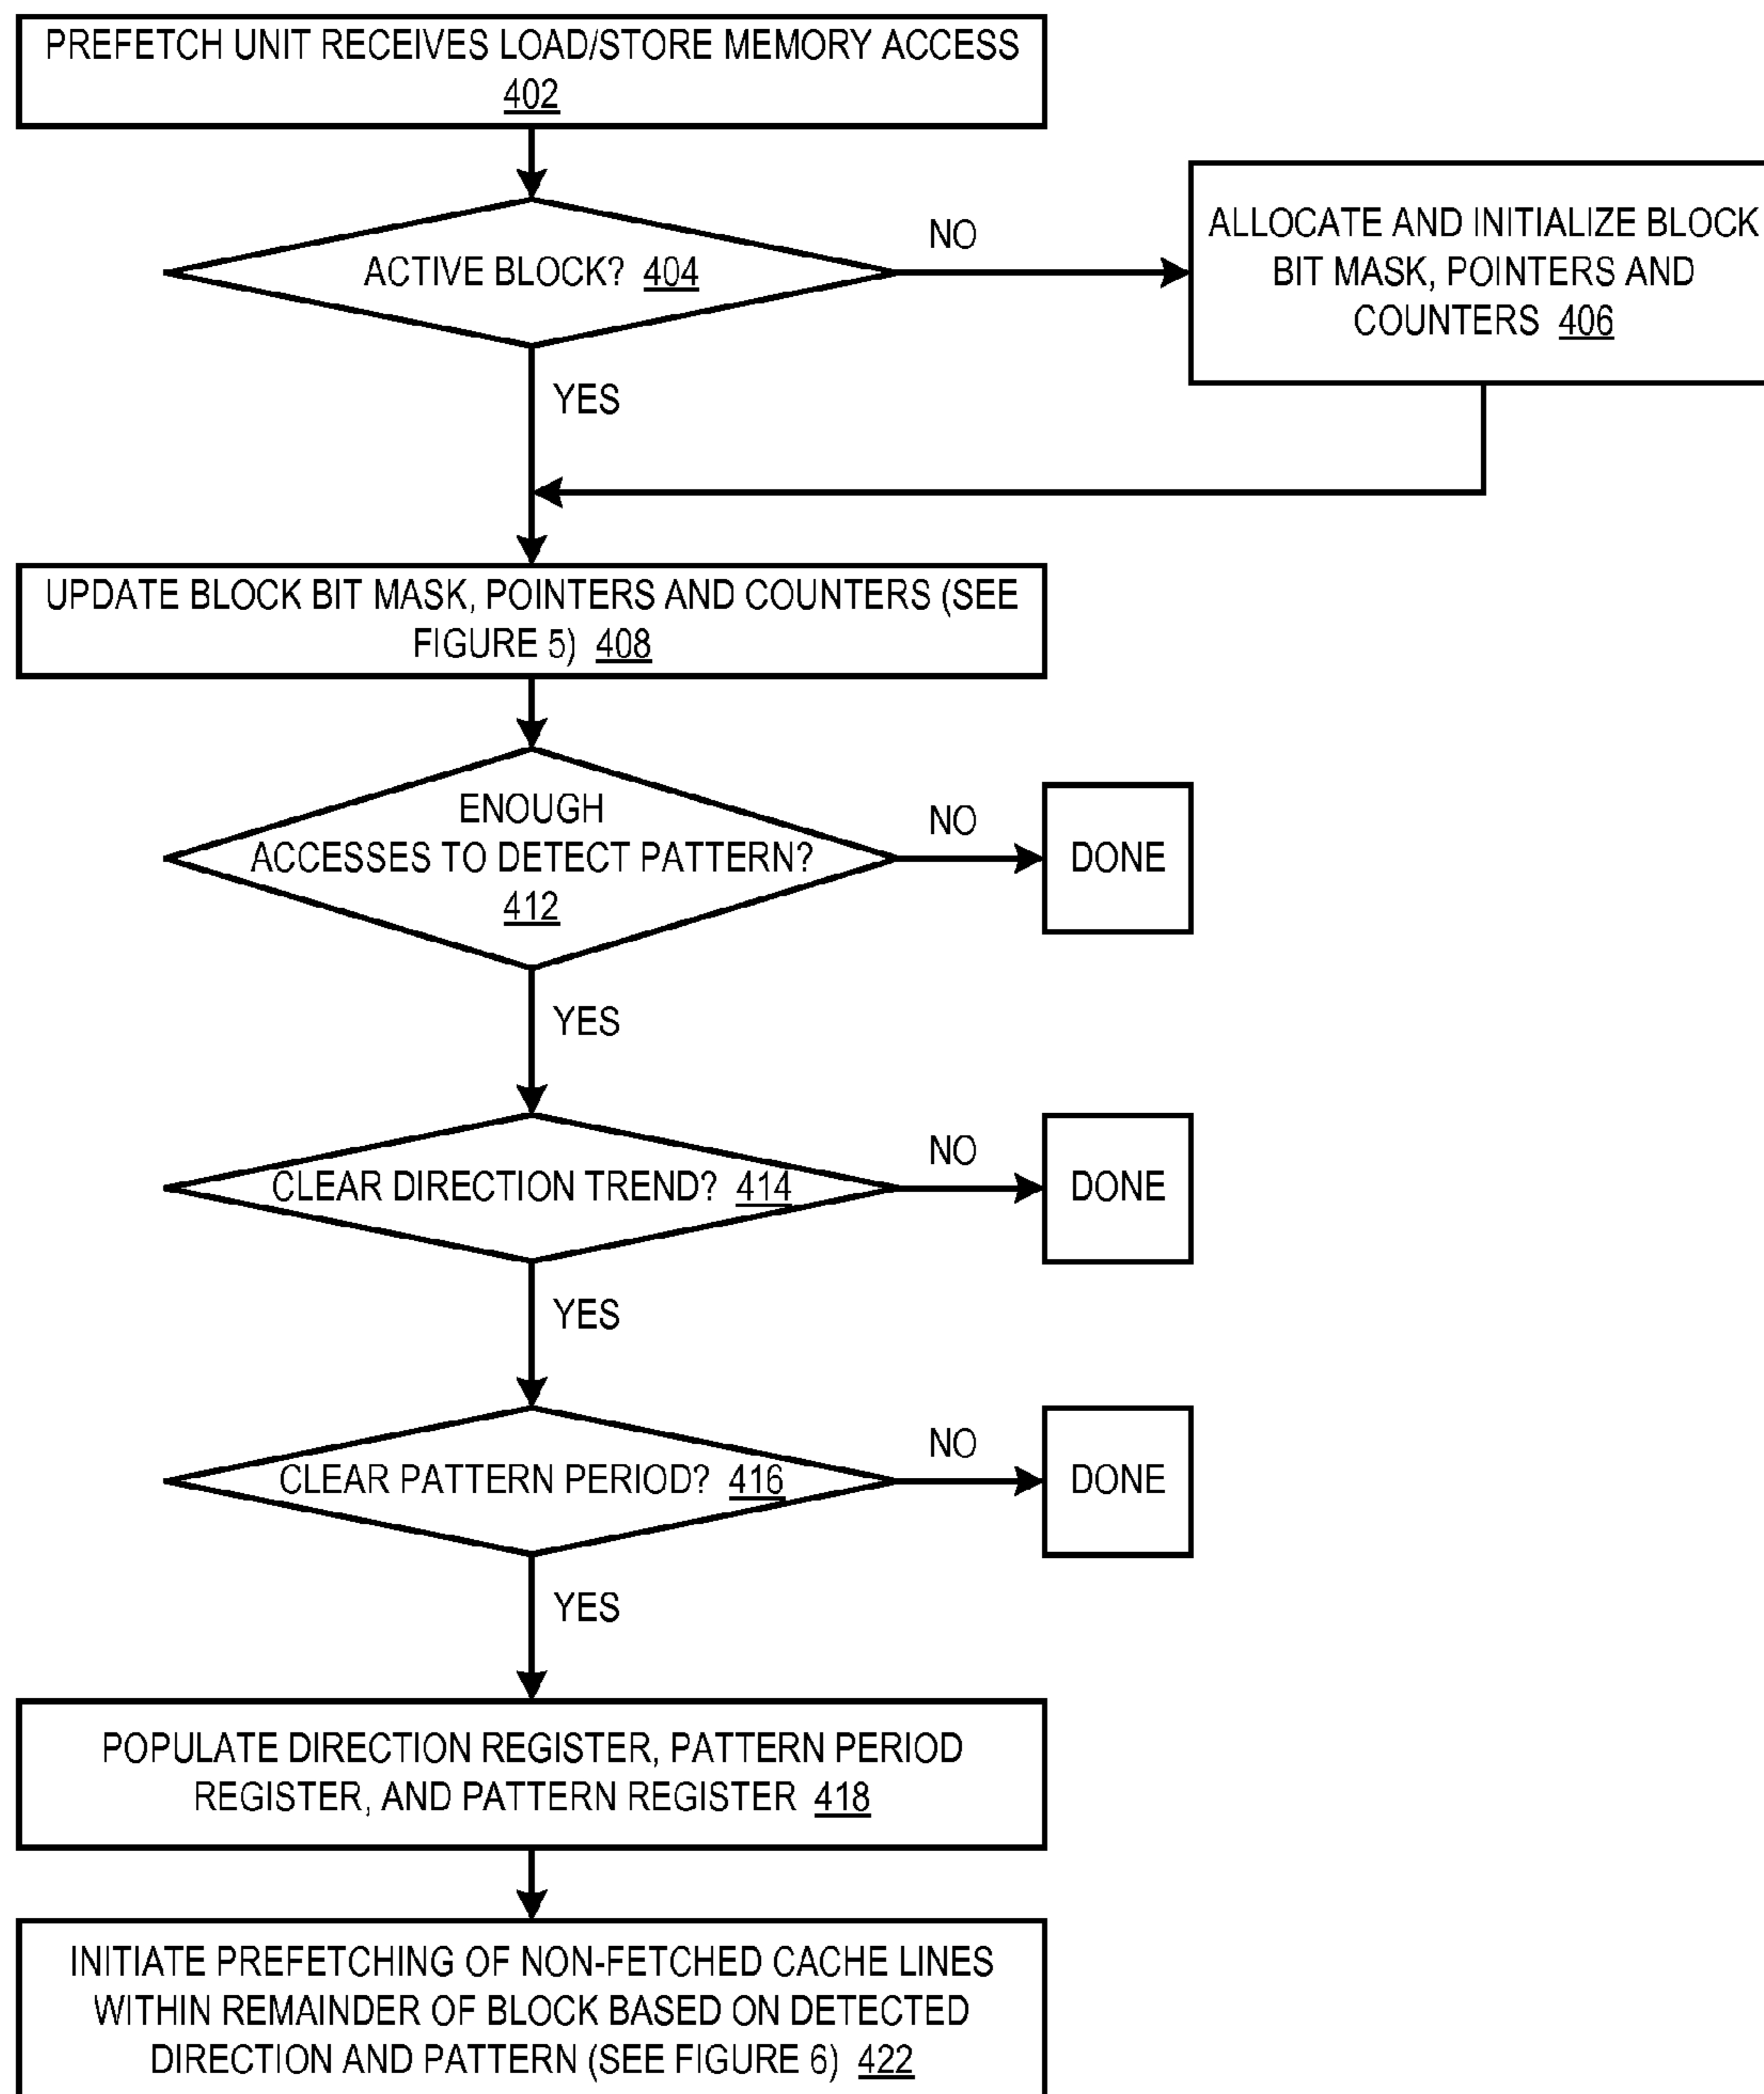 PREFETCH UNIT RECEIVES LOAD/STORE MEMORY ACCESS
402
ACTIVE BLOCK? 404
NO
ALLOCATE AND INITIALIZE BLOCK
BIT MASK, POINTERS AND
COUNTERS 406
YES
UPDATE BLOCK BIT MASK, POINTERS AND COUNTERS (SEE
FIGURE 5) 408
ENOUGH
ACCESSES TO DETECT PATTERN?
412
NO
DONE
YES
CLEAR DIRECTION TREND? 414
NO
DONE
YES
CLEAR PATTERN PERIOD? 416
NO
DONE
YES
POPULATE DIRECTION REGISTER, PATTERN PERIOD
REGISTER, AND PATTERN REGISTER 418
INITIATE PREFETCHING OF NON-FETCHED CACHE LINES
WITHIN REMAINDER OF BLOCK BASED ON DETECTED
DIRECTION AND PATTERN (SEE FIGURE 6) 422